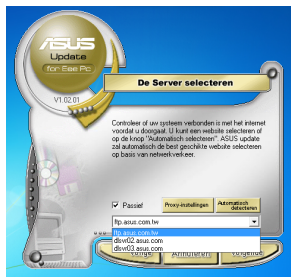 ASUS
Update
for Eee Pc
V1.02.01
De Server selecteren
Controleer of uw systeem verbonden is met het internet
voordat u doorgaat. U kunt een website selecteren of
op de knop "Automatisch selecteren". ASUS update
zal automatisch de best geschikte website selecteren
op basis van netwerkverkeer.
Passief
Proxy-instellingen
Automatisch
detecteren
ftp.asus.com.tw
ftp.asus.com.tw
dlsvr02.asus.com
dlsvr03.asus.com
Annuleren